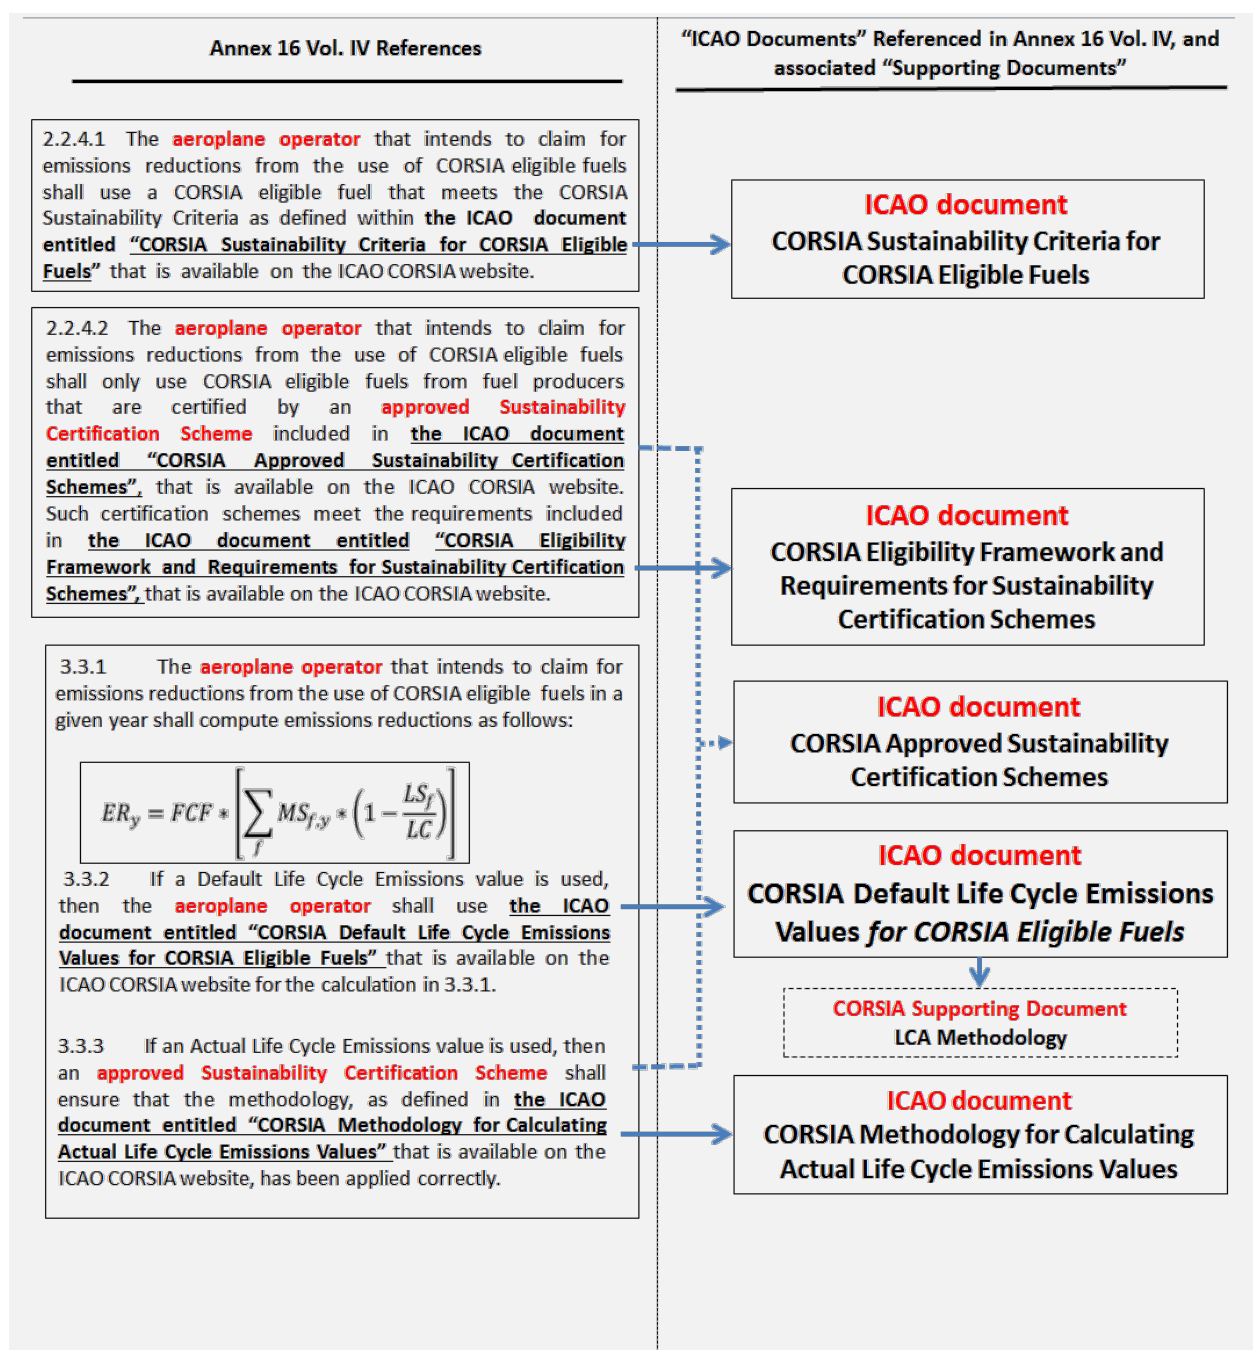 Annex 16 Vol. IV References
2.2.4.1 The aeroplane operator that intends to claim for
emissions reductions from the use of CORSIA eligible fuels
shall use a CORSIA eligible fuel that meets the CORSIA
Sustainability Criteria as defined within the ICAO document
entitled “CORSIA Sustainability Criteria for CORSIA Eligible
Fuels” that is available on the ICAO CORSIA website.
2.2.4.2 The aeroplane operator that intends to claim for
emissions reductions from the use of CORSIA eligible fuels
shall only use CORSIA eligible fuels from fuel producers
that are certified by an approved Sustainability
Certification Scheme included in the ICAO document
entitled “CORSIA Approved Sustainability Certification
Schemes”, that is available on the ICAO CORSIA website.
Such certification schemes meet the requirements included
in the ICAO document entitled “CORSIA Eligibility
Framework and Requirements for Sustainability Certification
Schemes”, that is available on the ICAO CORSIA website.
3.3.1 The aeroplane operator that intends to claim for
emissions reductions from the use of CORSIA eligible fuels in a
given year shall compute emissions reductions as follows:
ER_y = FCF * [∑_f MS_f,y * (1 − LS_f/LC)]
3.3.2 If a Default Life Cycle Emissions value is used,
then the aeroplane operator shall use the ICAO
document entitled “CORSIA Default Life Cycle Emissions
Values for CORSIA Eligible Fuels” that is available on the
ICAO CORSIA website for the calculation in 3.3.1.
3.3.3 If an Actual Life Cycle Emissions value is used, then
an approved Sustainability Certification Scheme shall
ensure that the methodology, as defined in the ICAO
document entitled “CORSIA Methodology for Calculating
Actual Life Cycle Emissions Values” that is available on the
ICAO CORSIA website, has been applied correctly.
“ICAO Documents” Referenced in Annex 16 Vol. IV, and
associated “Supporting Documents”
ICAO document
CORSIA Sustainability Criteria for
CORSIA Eligible Fuels
ICAO document
CORSIA Eligibility Framework and
Requirements for Sustainability
Certification Schemes
ICAO document
CORSIA Approved Sustainability
Certification Schemes
ICAO document
CORSIA Default Life Cycle Emissions
Values for CORSIA Eligible Fuels
CORSIA Supporting Document
LCA Methodology
ICAO document
CORSIA Methodology for Calculating
Actual Life Cycle Emissions Values